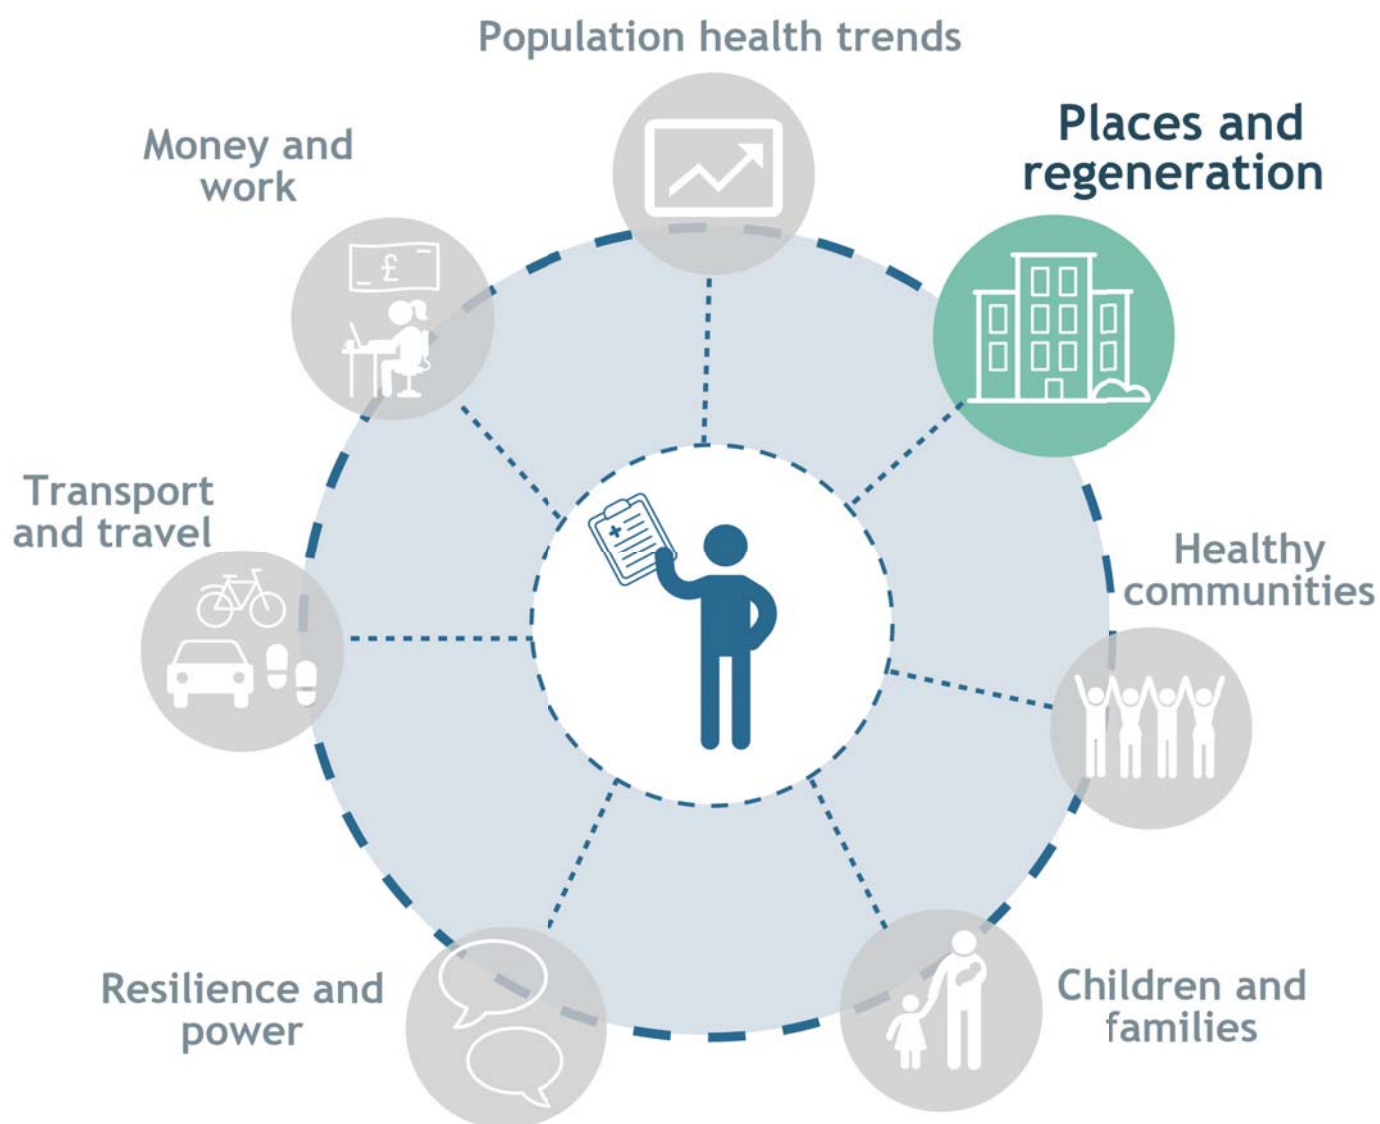 Population health trends
Places and
regeneration
Money and
work
£
Transport
and travel
Healthy
communities
Resilience and
power
Children and
families